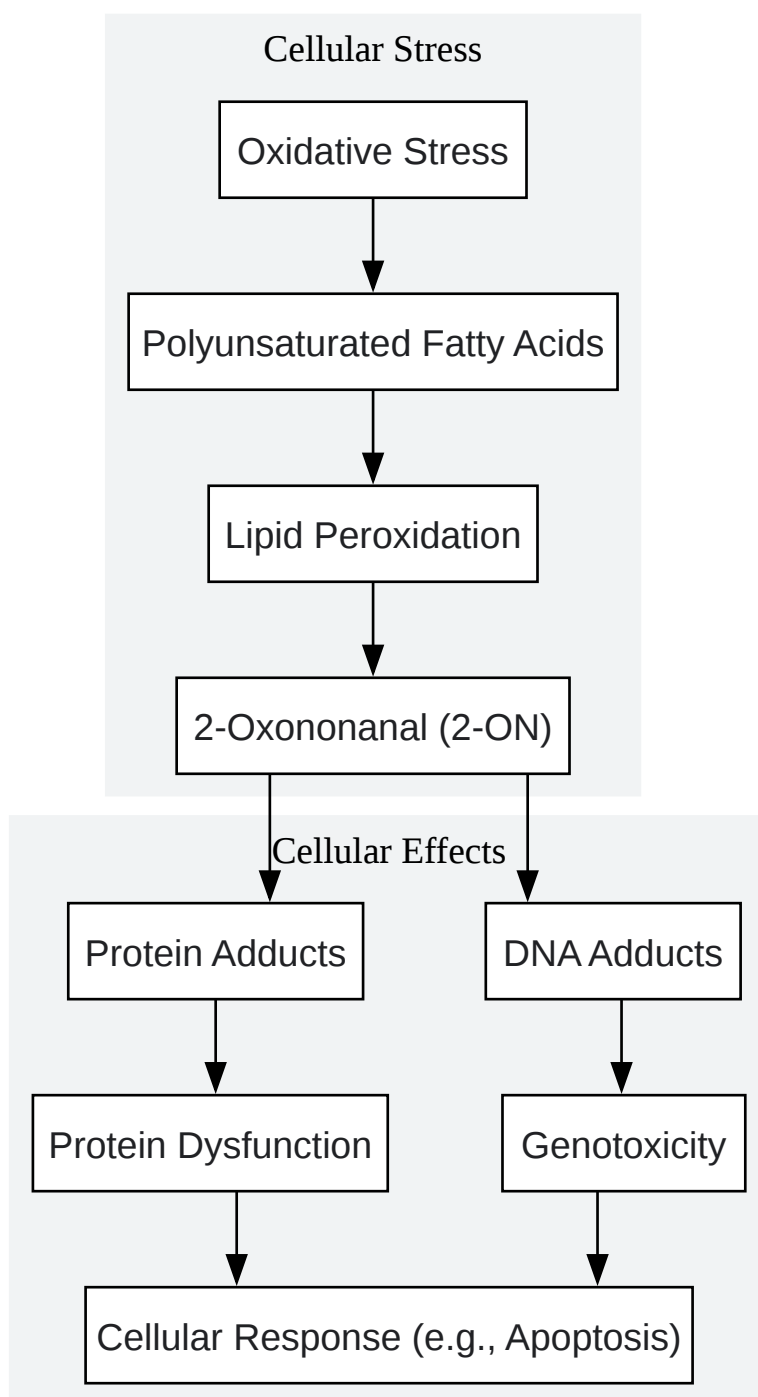 Cellular Stress
Oxidative Stress
Polyunsaturated Fatty Acids
Lipid Peroxidation
2-Oxononanal (2-ON)
Cellular Effects
Protein Adducts
DNA Adducts
Protein Dysfunction
Genotoxicity
Cellular Response (e.g., Apoptosis)